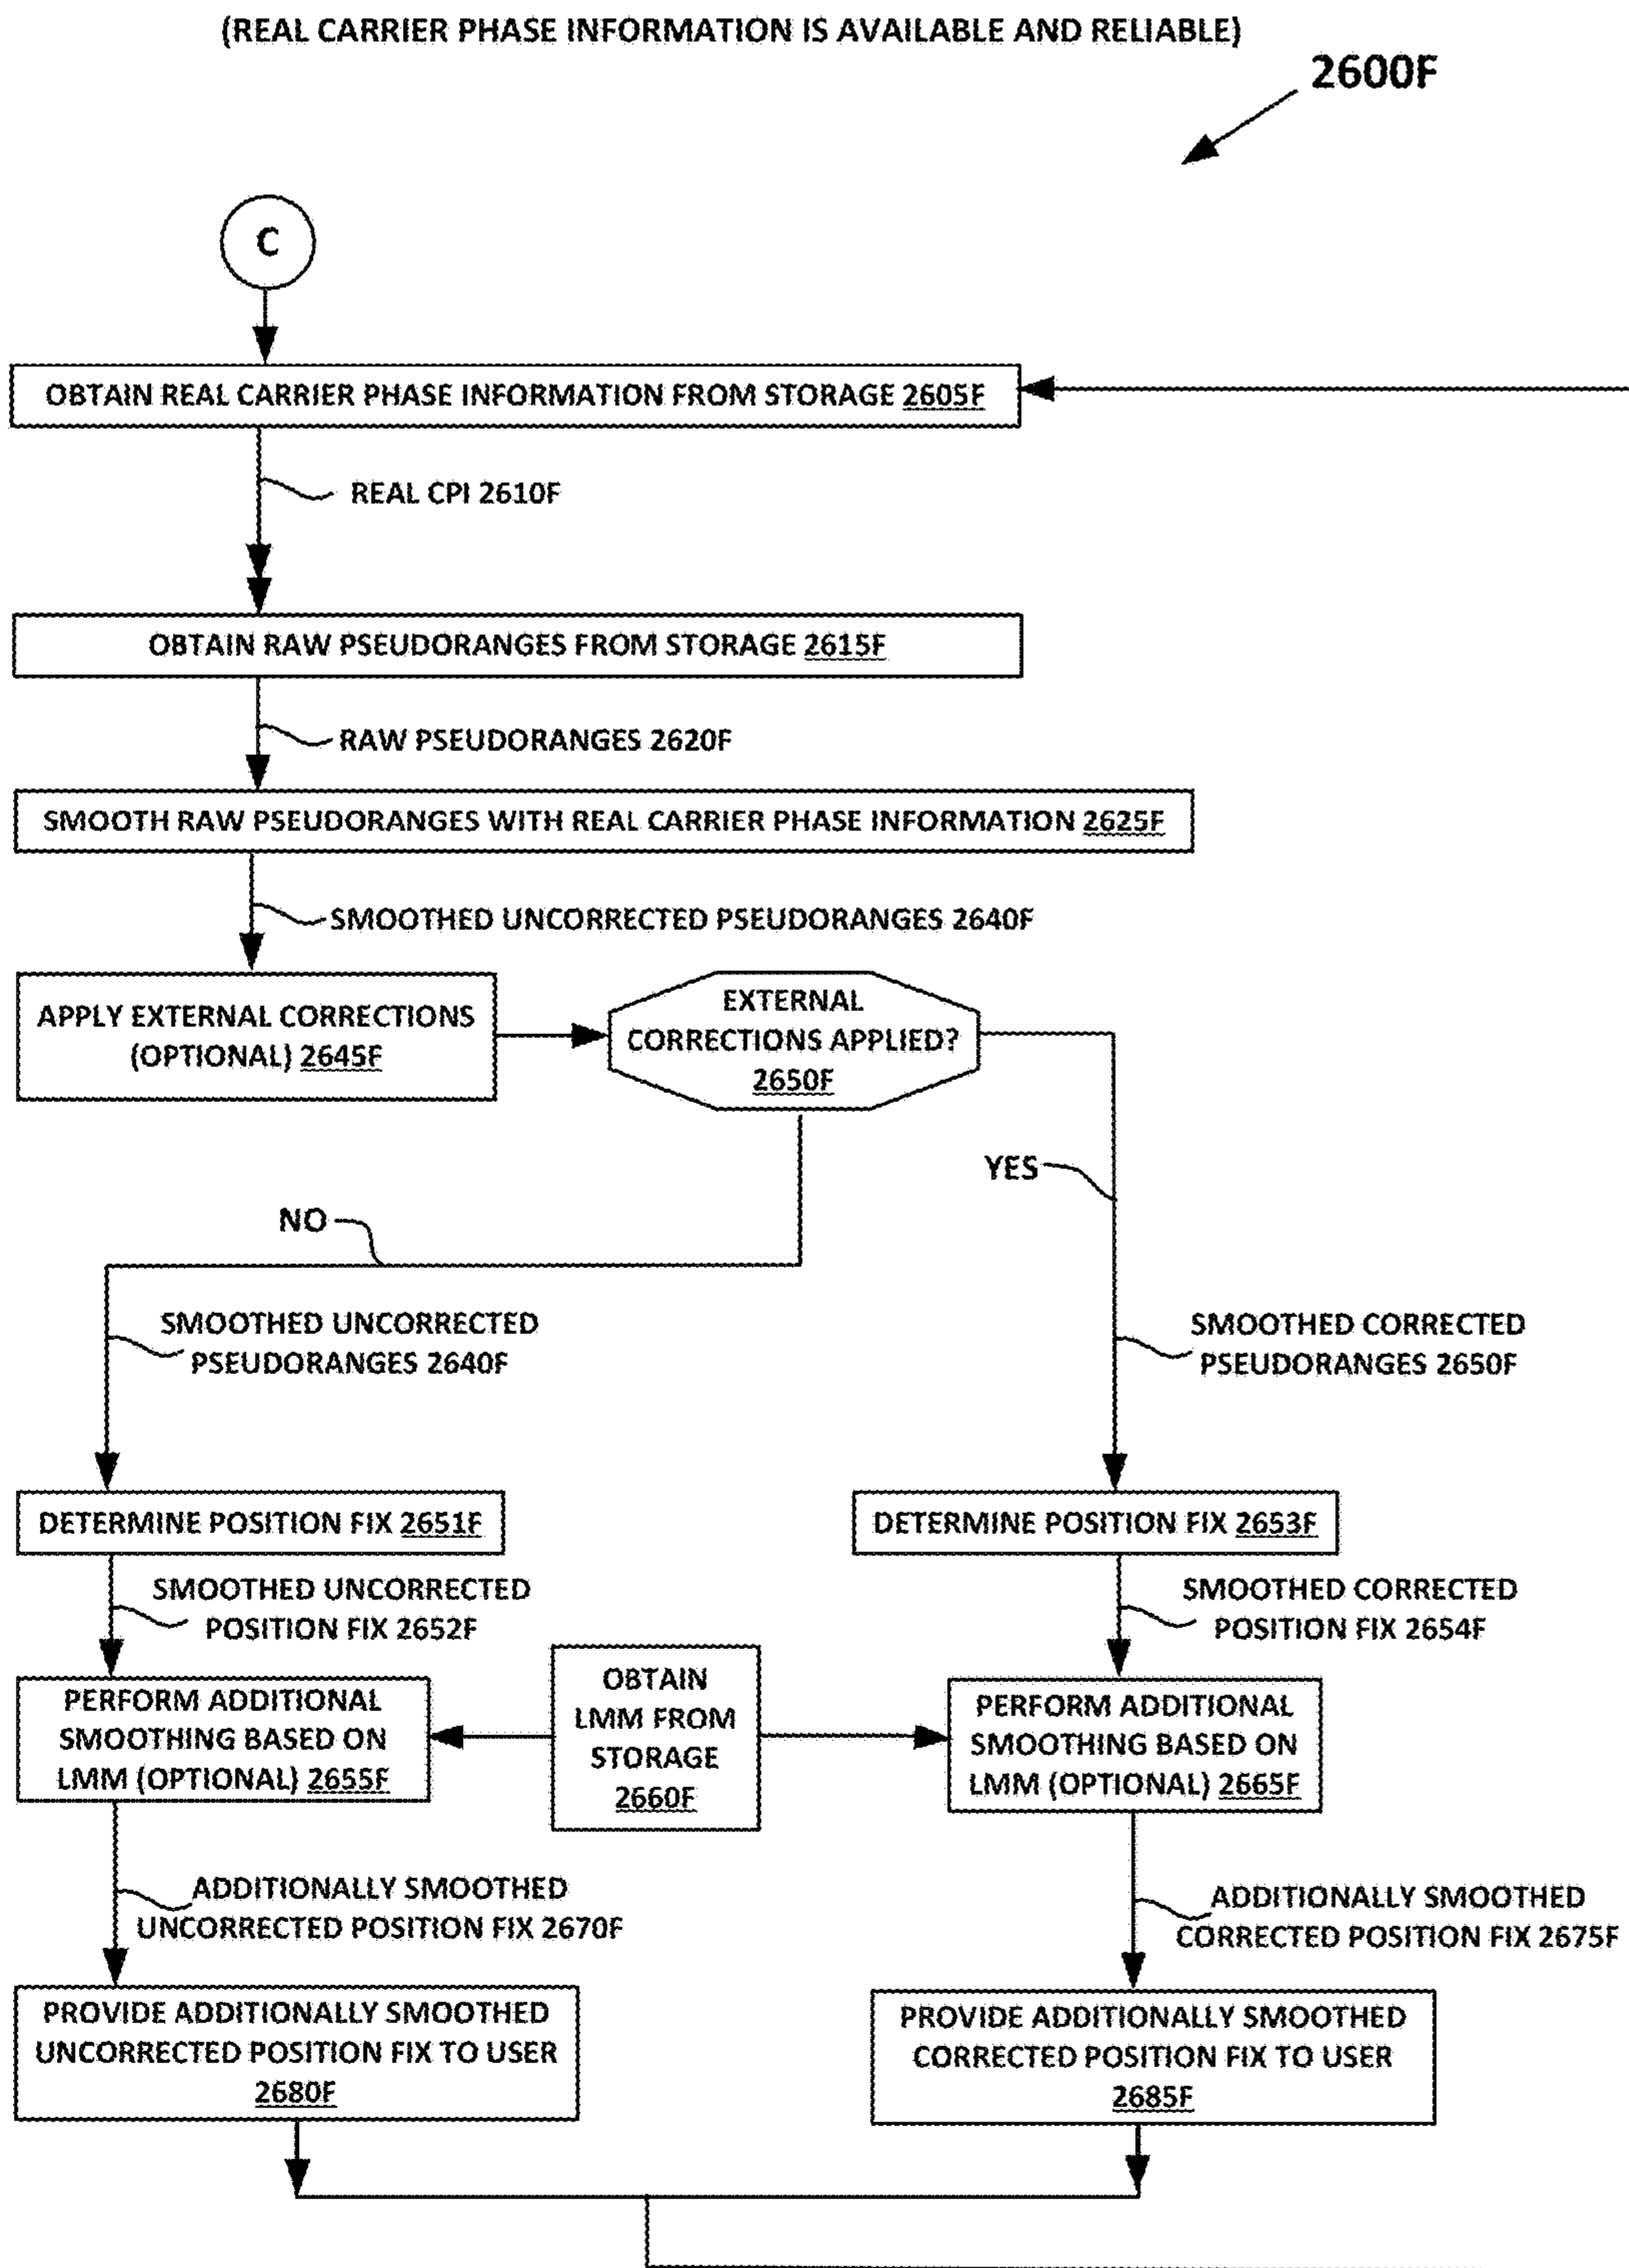 (REAL CARRIER PHASE INFORMATION IS AVAILABLE AND RELIABLE)
2600F
C
OBTAIN REAL CARRIER PHASE INFORMATION FROM STORAGE 2605F
REAL CPI 2610F
OBTAIN RAW PSEUDORANGES FROM STORAGE 2615F
RAW PSEUDORANGES 2620F
SMOOTH RAW PSEUDORANGES WITH REAL CARRIER PHASE INFORMATION 2625F
SMOOTHED UNCORRECTED PSEUDORANGES 2640F
APPLY EXTERNAL CORRECTIONS
(OPTIONAL) 2645F
EXTERNAL
CORRECTIONS APPLIED?
2650F
YES
NO
SMOOTHED UNCORRECTED
PSEUDORANGES 2640F
SMOOTHED CORRECTED
PSEUDORANGES 2650F
DETERMINE POSITION FIX 2651F
DETERMINE POSITION FIX 2653F
SMOOTHED UNCORRECTED
POSITION FIX 2652F
SMOOTHED CORRECTED
POSITION FIX 2654F
PERFORM ADDITIONAL
SMOOTHING BASED ON
LMM (OPTIONAL) 2655F
OBTAIN
LMM FROM
STORAGE
2660F
PERFORM ADDITIONAL
SMOOTHING BASED ON
LMM (OPTIONAL) 2665F
ADDITIONALLY SMOOTHED
UNCORRECTED POSITION FIX 2670F
ADDITIONALLY SMOOTHED
CORRECTED POSITION FIX 2675F
PROVIDE ADDITIONALLY SMOOTHED
UNCORRECTED POSITION FIX TO USER
2680F
PROVIDE ADDITIONALLY SMOOTHED
CORRECTED POSITION FIX TO USER
2685F